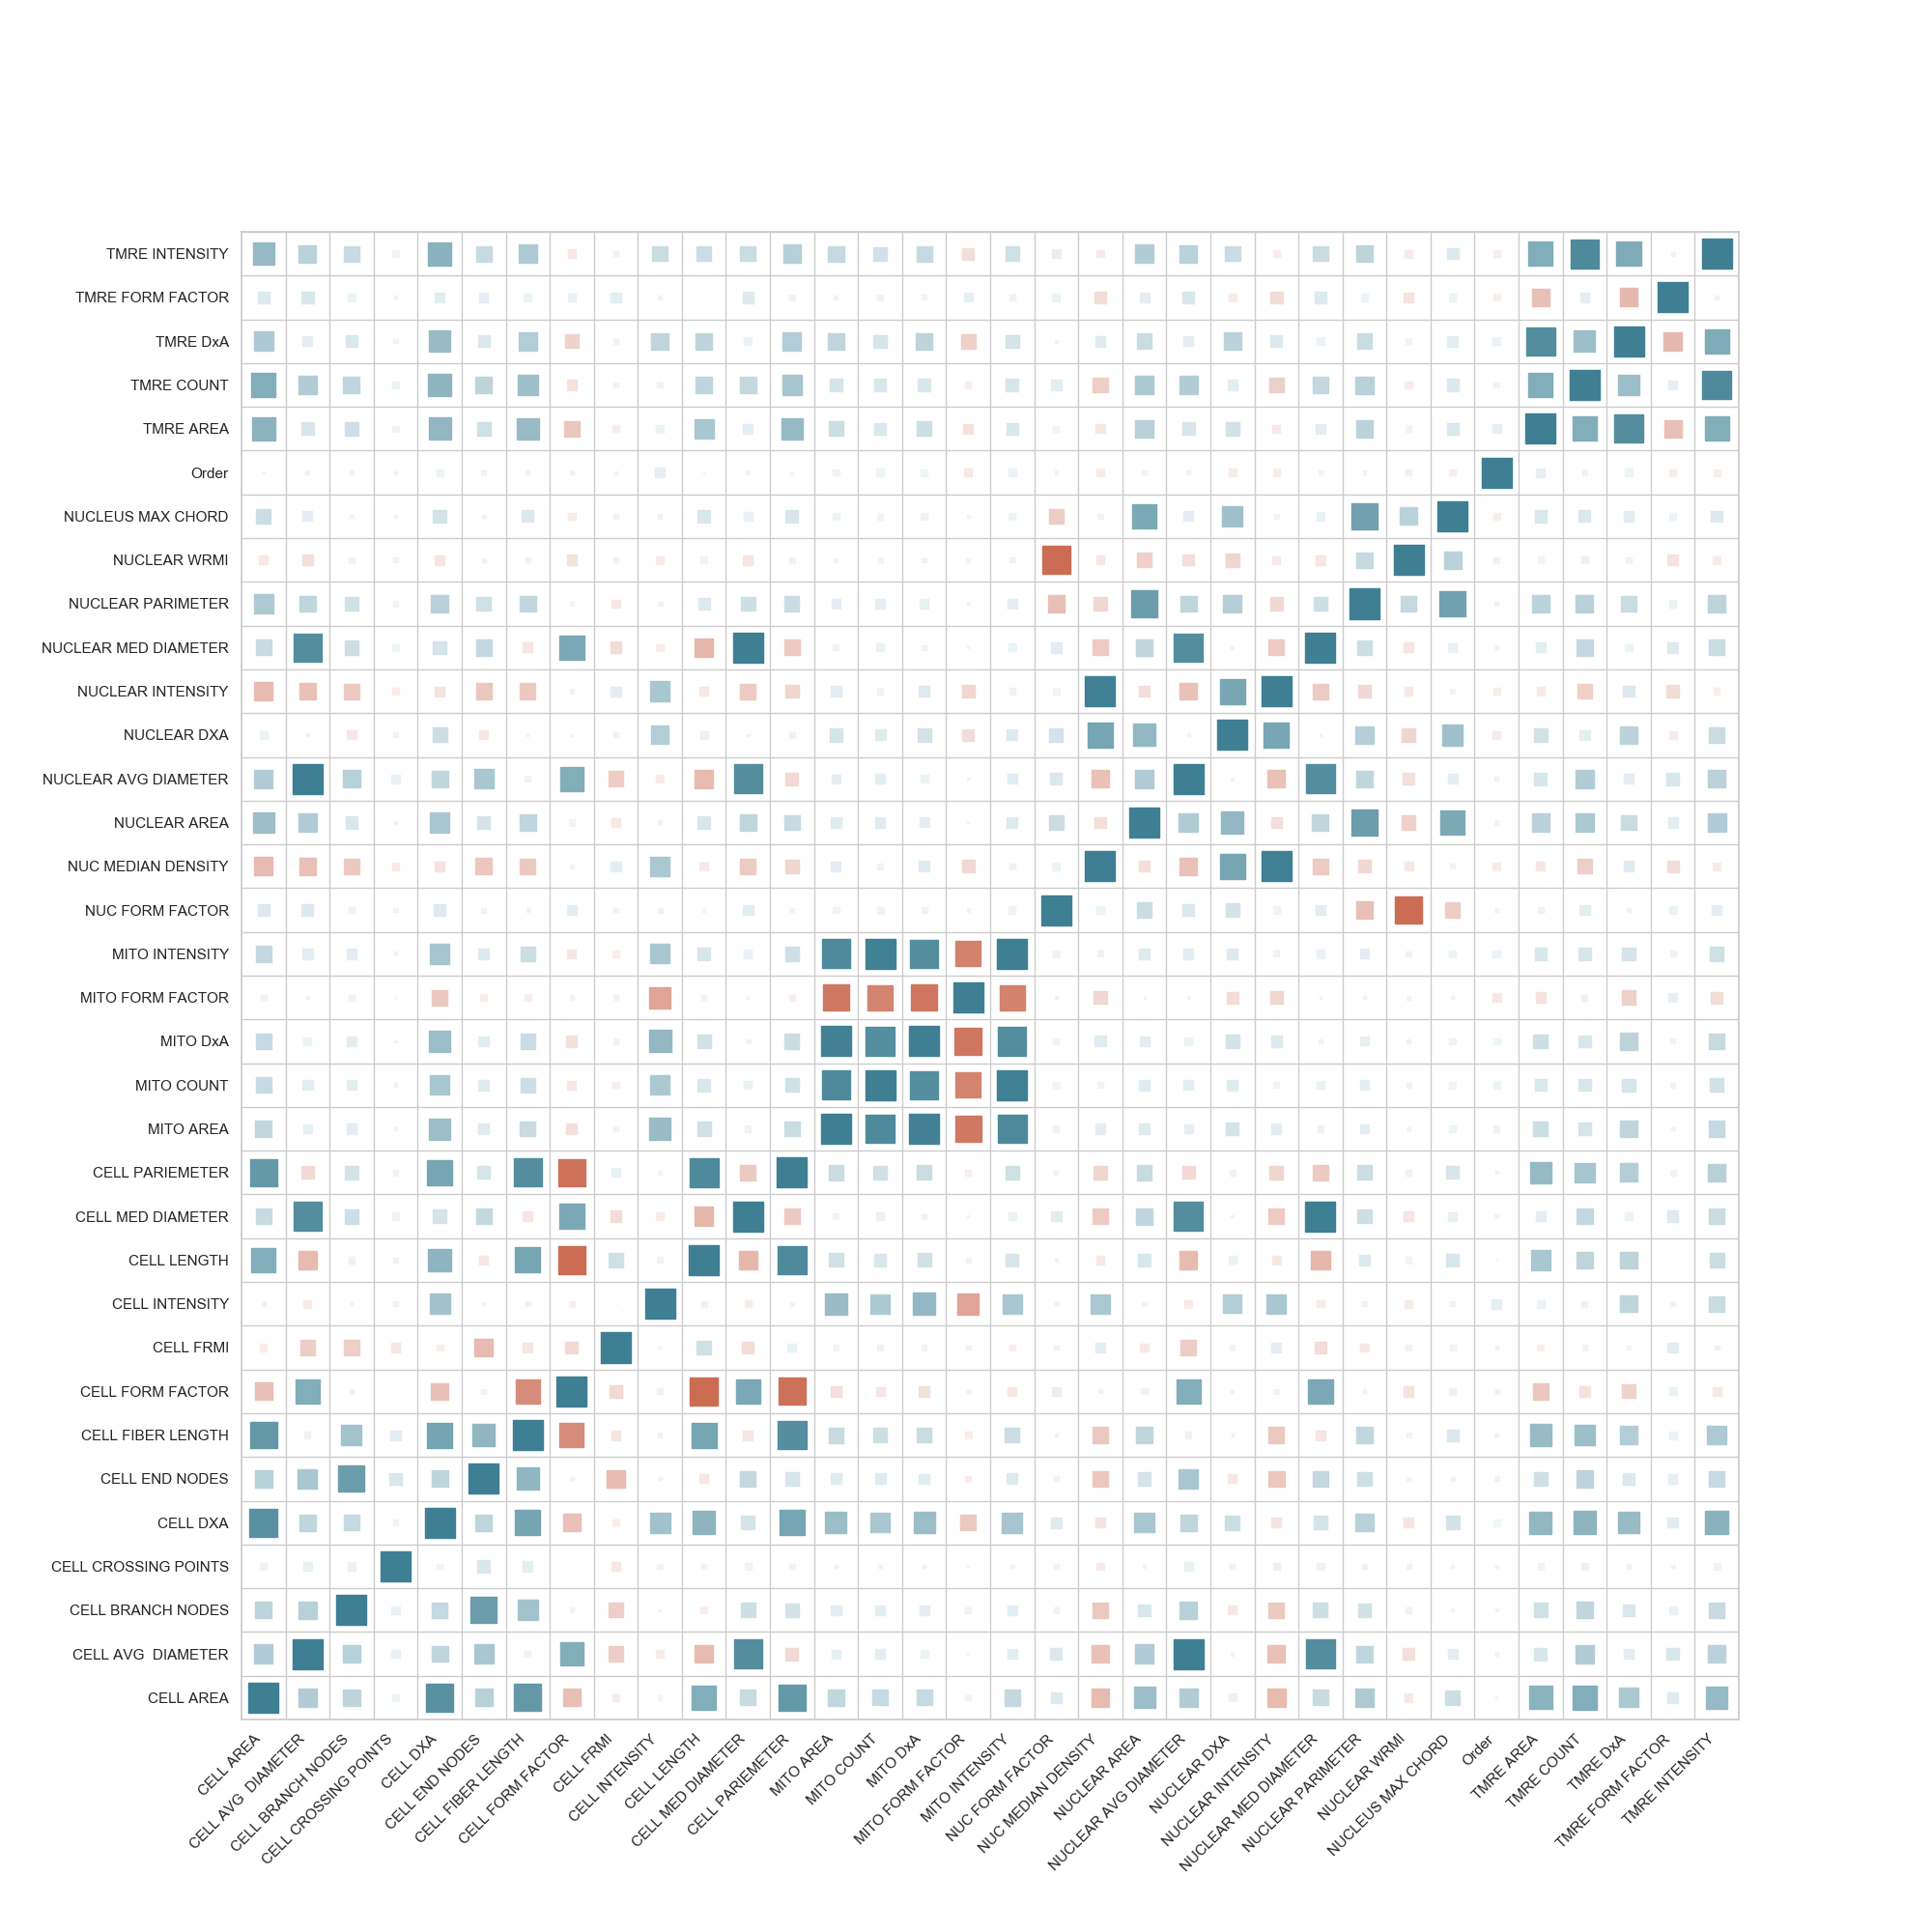 TMRE INTENSITY
TMRE FORM FACTOR
TMRE DxA
TMRE COUNT
TMRE AREA
Order
NUCLEUS MAX CHORD
NUCLEAR WRMI
NUCLEAR PARIMETER
NUCLEAR MED DIAMETER
NUCLEAR INTENSITY
NUCLEAR DXA
NUCLEAR AVG DIAMETER
NUCLEAR AREA
NUC MEDIAN DENSITY
NUC FORM FACTOR
MITO INTENSITY
MITO FORM FACTOR
MITO DxA
MITO COUNT
MITO AREA
CELL PARIEMETER
CELL MED DIAMETER
CELL LENGTH
CELL INTENSITY
CELL FRMI
CELL FORM FACTOR
CELL FIBER LENGTH
CELL END NODES
CELL DXA
CELL CROSSING POINTS
CELL BRANCH NODES
CELL AVG  DIAMETER
CELL AREA
CELL AREA
CELL AVG  DIAMETER
CELL BRANCH NODES
CELL CROSSING POINTS
CELL DXA
CELL END NODES
CELL FIBER LENGTH
CELL FORM FACTOR
CELL FRMI
CELL INTENSITY
CELL LENGTH
CELL MED DIAMETER
CELL PARIEMETER
MITO AREA
MITO COUNT
MITO DxA
MITO FORM FACTOR
MITO INTENSITY
NUC FORM FACTOR
NUC MEDIAN DENSITY
NUCLEAR AREA
NUCLEAR AVG DIAMETER
NUCLEAR DXA
NUCLEAR INTENSITY
NUCLEAR MED DIAMETER
NUCLEAR PARIMETER
NUCLEAR WRMI
NUCLEUS MAX CHORD
Order
TMRE AREA
TMRE COUNT
TMRE DxA
TMRE FORM FACTOR
TMRE INTENSITY